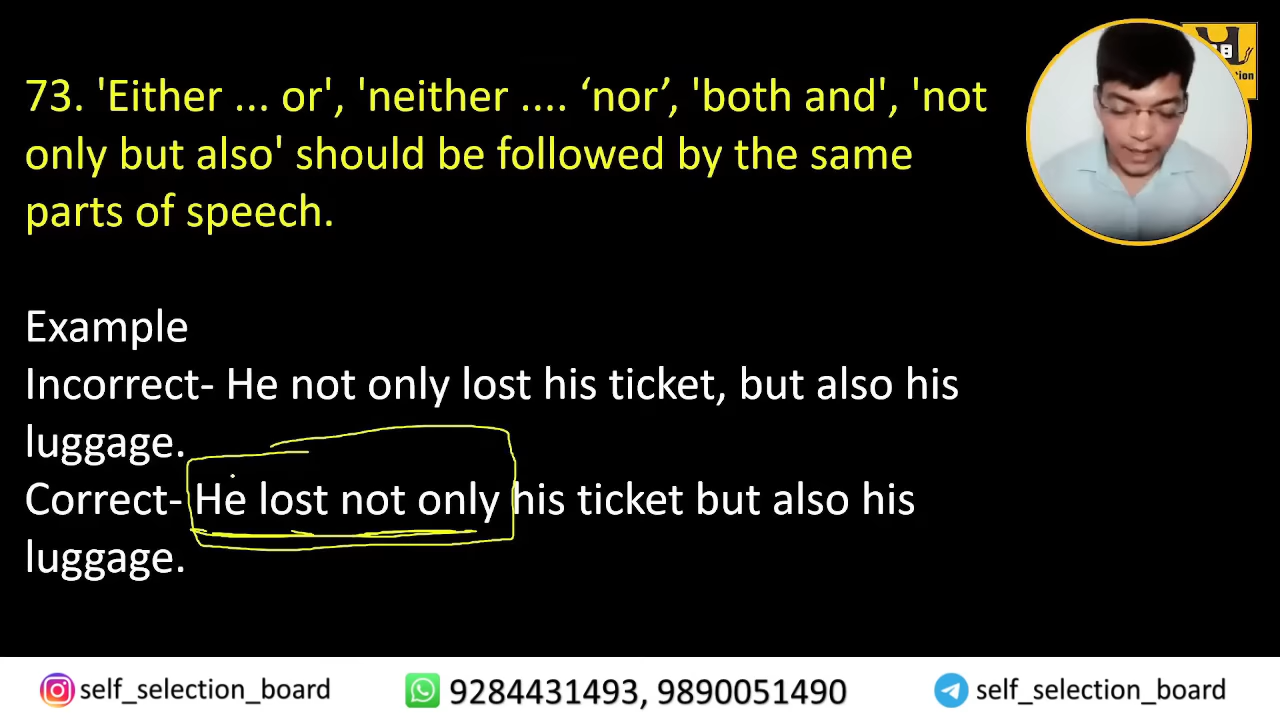 73. 'Either ... or', 'neither .... ‘nor’, 'both and', 'not
only but also' should be followed by the same
parts of speech.
Example
Incorrect- He not only lost his ticket, but also his
luggage.
Correct- He lost not only his ticket but also his
luggage.
self_selection_board
9284431493, 9890051490
self_selection_board